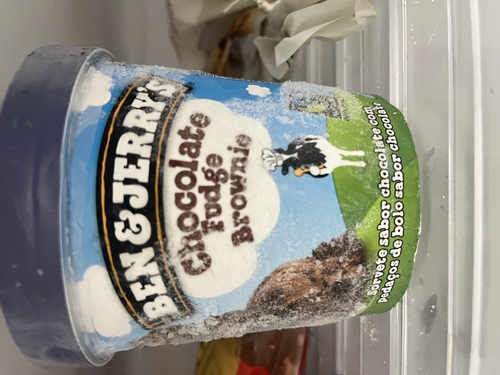 BEN & JERRY'S
Chocolate
Fudge
Brownie
Sorvete sabor chocolate com
pedaços de bolo sabor chocolate